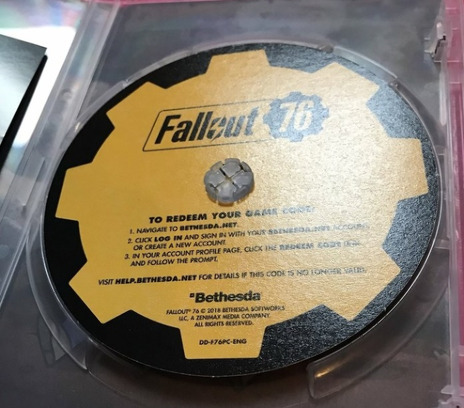 Fallout 76
TO REDEEM YOUR GAME CODE:
1. NAVIGATE TO BETHESDA.NET.
2. CLICK LOG IN AND SIGN IN WITH YOUR BETHESDA.NET ACCOUNT
OR CREATE A NEW ACCOUNT.
3. IN YOUR ACCOUNT PROFILE PAGE, CLICK THE REDEEM CODE LINK
AND FOLLOW THE PROMPT.
VISIT HELP.BETHESDA.NET FOR DETAILS IF THIS CODE IS NO LONGER VALID.
Bethesda
FALLOUT® 76 © 2018 BETHESDA SOFTWORKS
LLC, A ZENIMAX MEDIA COMPANY.
ALL RIGHTS RESERVED.
DD-F76PC-ENG